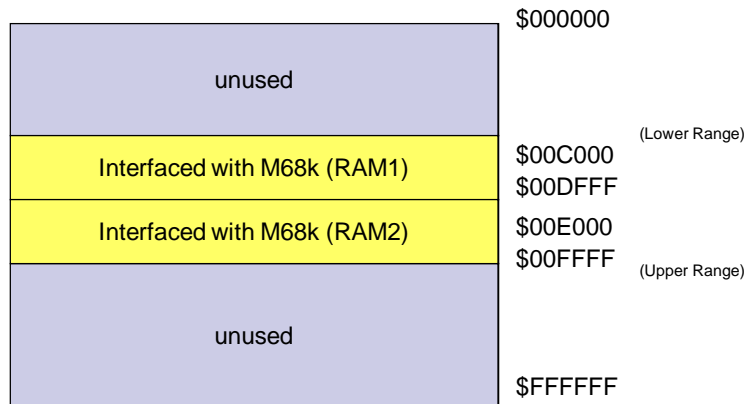 $000000
unused
(Lower Range)
Interfaced with M68k (RAM1)
$00C000
$00DFFF
Interfaced with M68k (RAM2)
$00E000
$00FFFF
(Upper Range)
unused
$FFFFFF